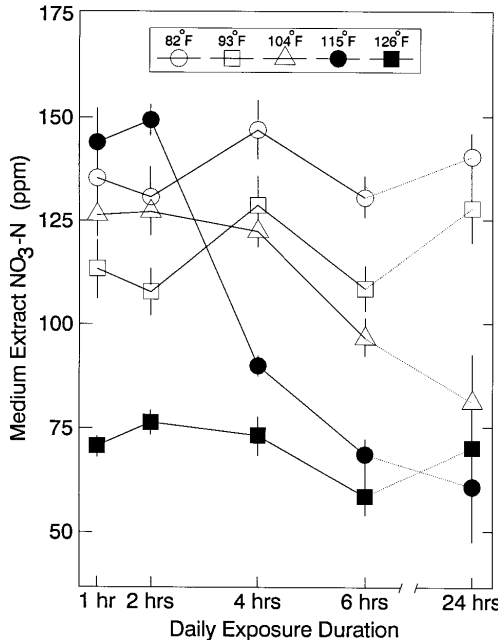 175
150
125
100
75
50
82°F 93°F 104°F 115°F 126°F
Medium Extract NO3-N (ppm)
1 hr 2 hrs 4 hrs 6 hrs 24 hrs
Daily Exposure Duration